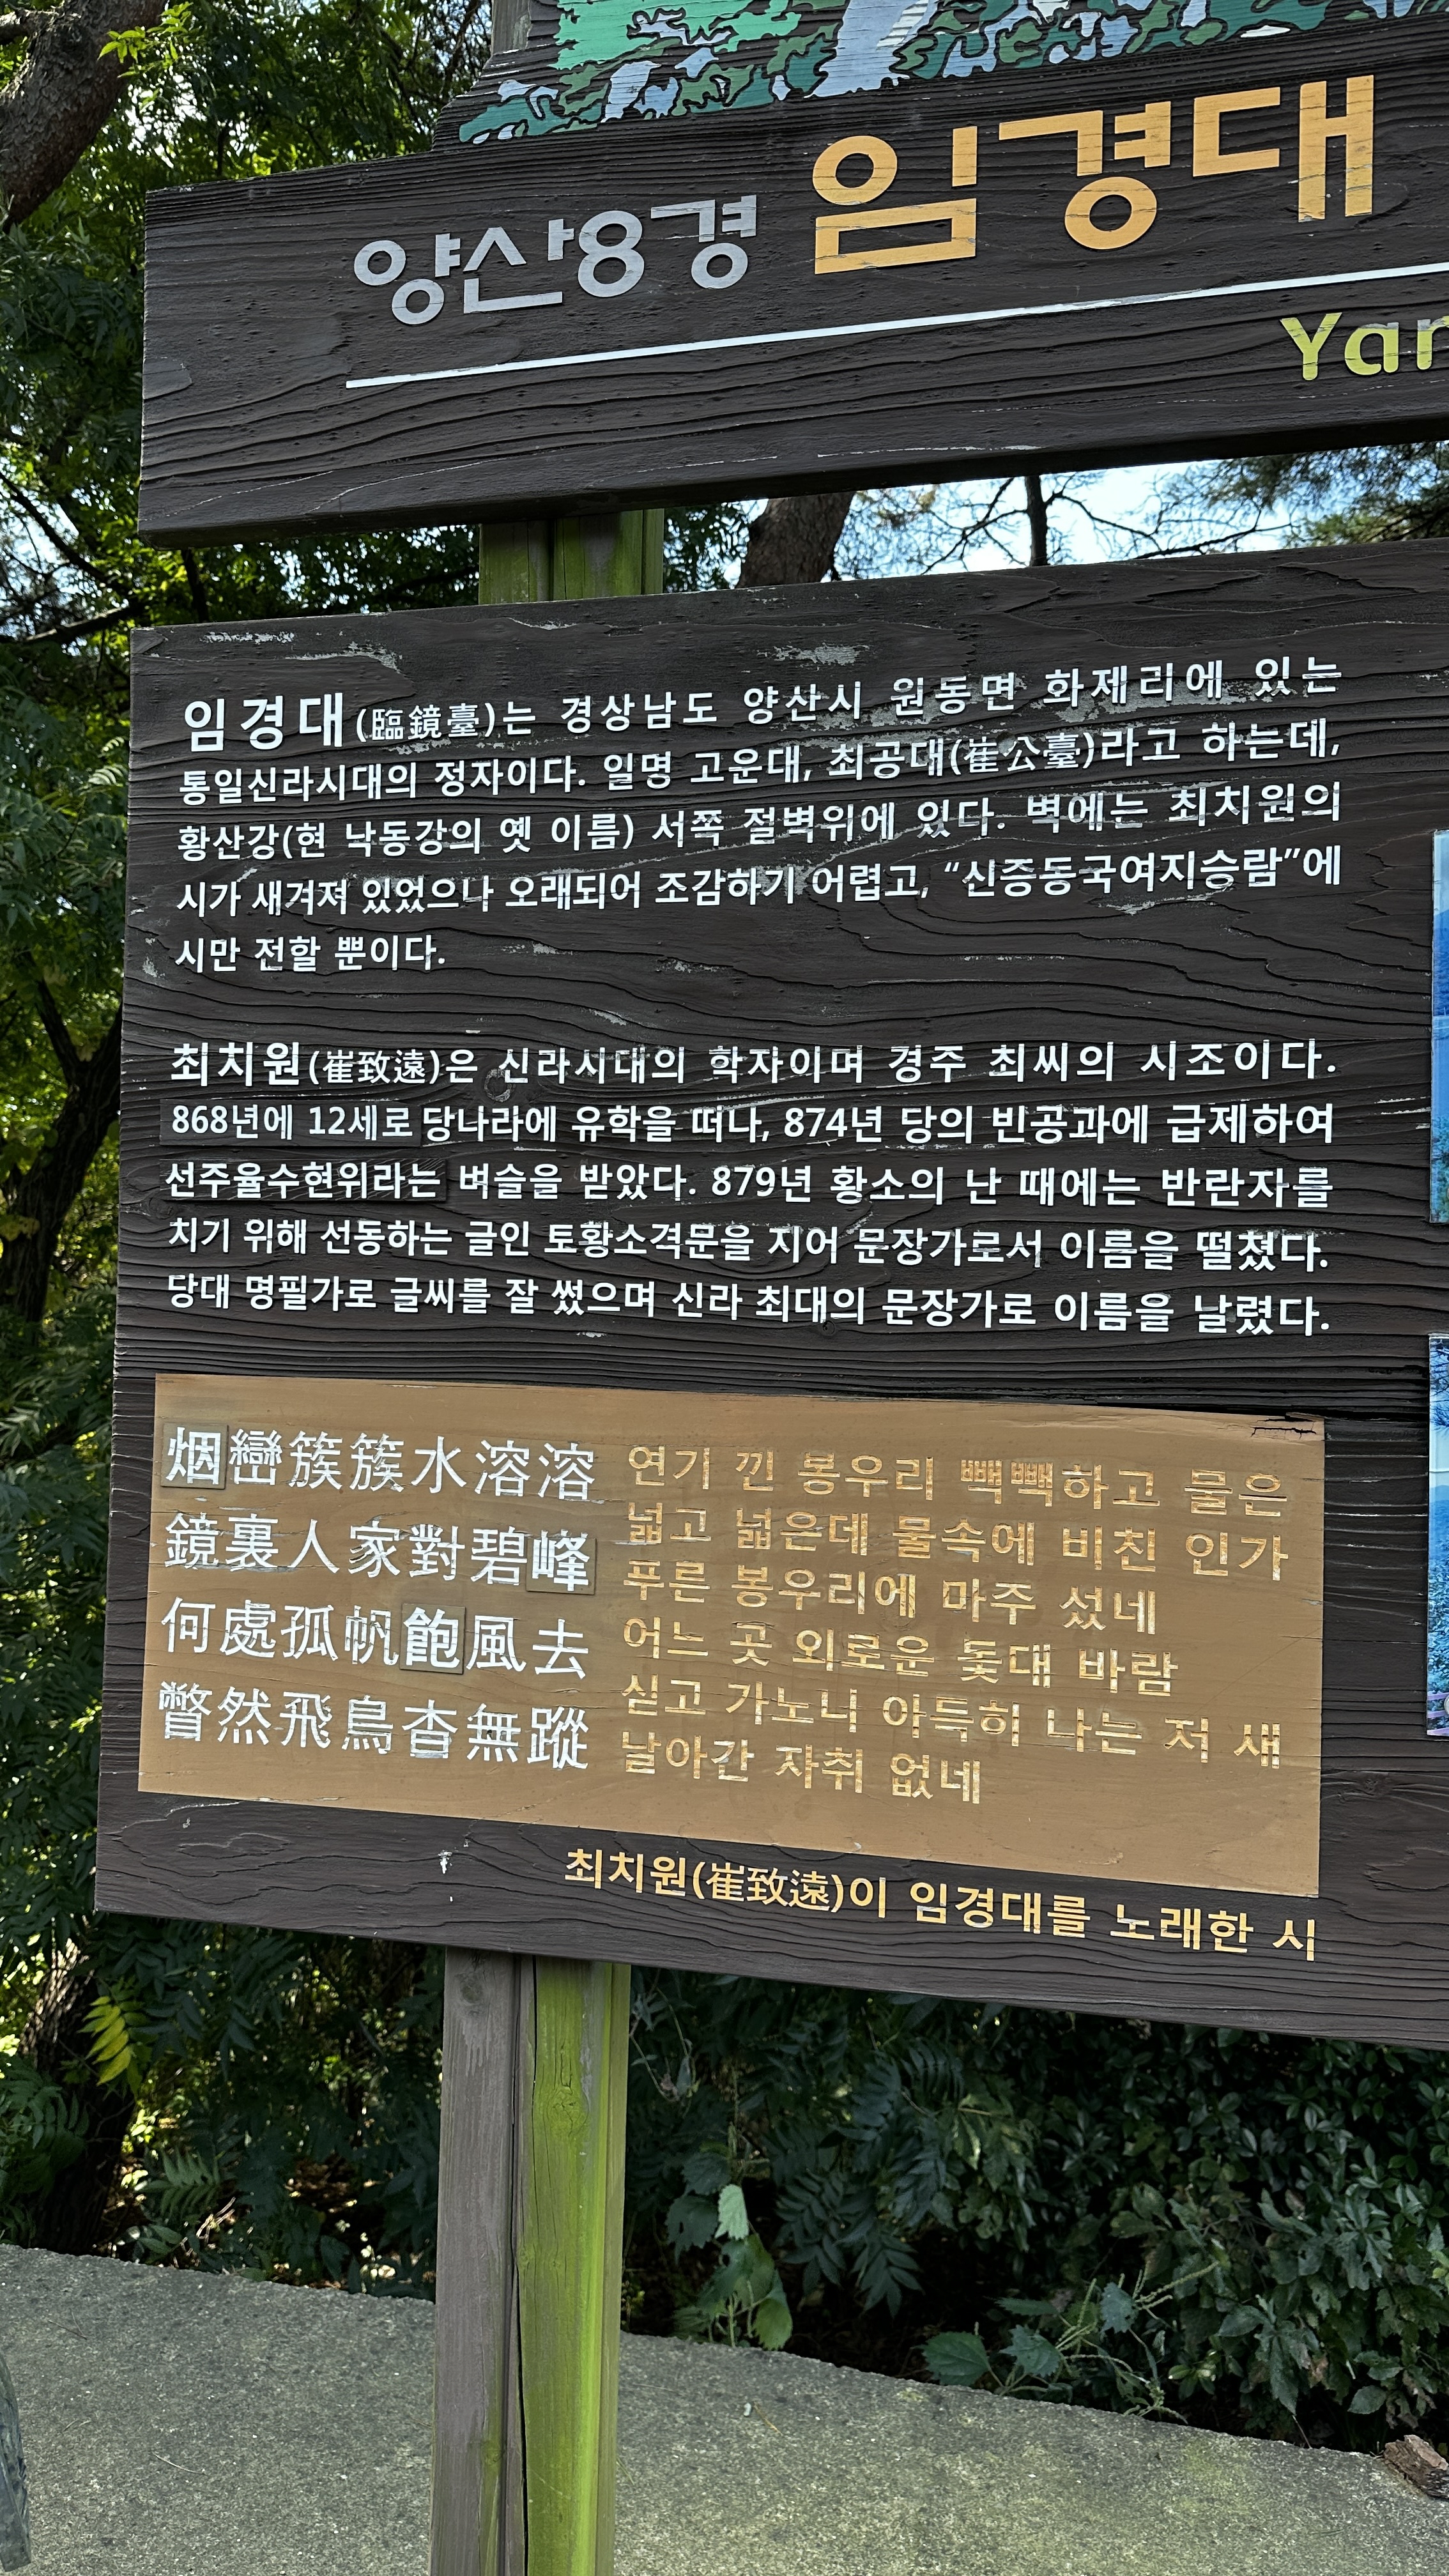 양산8경 임경대
임경대(臨鏡臺)는 경상남도 양산시 원동면 화제리에 있는
통일신라시대의 정자이다. 일명 고운대, 최공대(崔公臺)라고 하는데,
황산강(현 낙동강의 옛 이름) 서쪽 절벽위에 있다. 벽에는 최치원의
시가 새겨져 있었으나 오래되어 조감하기 어렵고, “신증동국여지승람”에
시만 전할 뿐이다.
최치원(崔致遠)은 신라시대의 학자이며 경주 최씨의 시조이다.
868년에 12세로 당나라에 유학을 떠나, 874년 당의 빈공과에 급제하여
선주율수현위라는 벼슬을 받았다. 879년 황소의 난 때에는 반란자를
치기 위해 선동하는 글인 토황소격문을 지어 문장가로서 이름을 떨쳤다.
당대 명필가로 글씨를 잘 썼으며 신라 최대의 문장가로 이름을 날렸다.
烟巒簇簇水溶溶
鏡裏人家對碧峰
何處孤帆飽風去
瞥然飛鳥杳無蹤
연기 낀 봉우리 빽빽하고 물은
넓고 넓은데 물속에 비친 인가
푸른 봉우리에 마주 섰네
어느 곳 외로운 돛대 바람
싣고 가노니 아득히 나는 저 새
날아간 자취 없네
최치원(崔致遠)이 임경대를 노래한 시